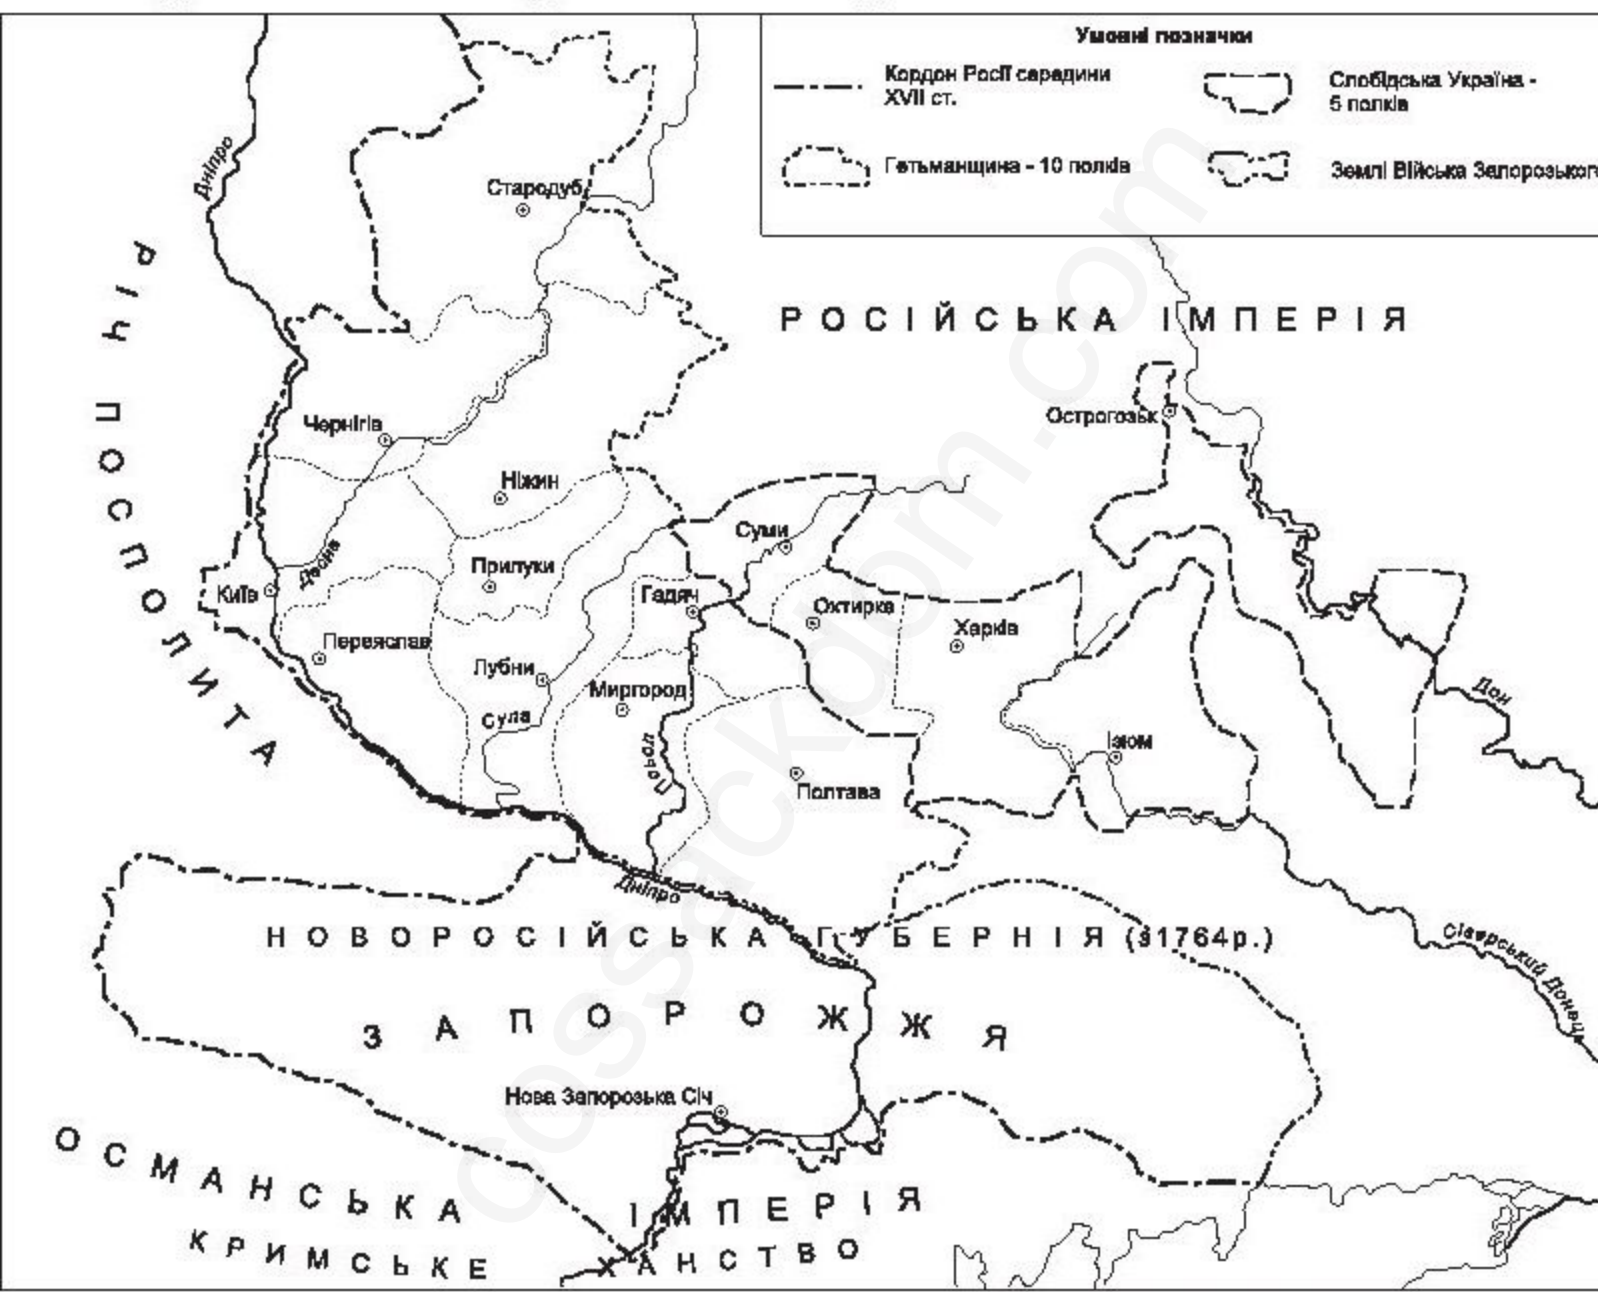 Умовні позначки
Кордон Росії середини
XVII ст.
Слобідська Україна -
5 полків
Гетьманщина - 10 полків
Землі Війська Запорозького
Дніпро
Стародуб
РІЧ ПОСПОЛИТА
РОСІЙСЬКА ІМПЕРІЯ
Острогозьк
Чернігів
Ніжин
Суми
Десна
Прилуки
Київ
Гадяч
Охтирка
Харків
Переяслав
Лубни
Миргород
Сула
Дон
Ізюм
Псьол
Полтава
Дніпро
НОВОРОСІЙСЬКА ГУБЕРНІЯ (з1764р.)
Сіверський Донець
ЗАПОРОЖЖЯ
Нова Запорозька Січ
ОСМАНСЬКА ІМПЕРІЯ
КРИМСЬКЕ ХАНСТВО
cossackdom.com